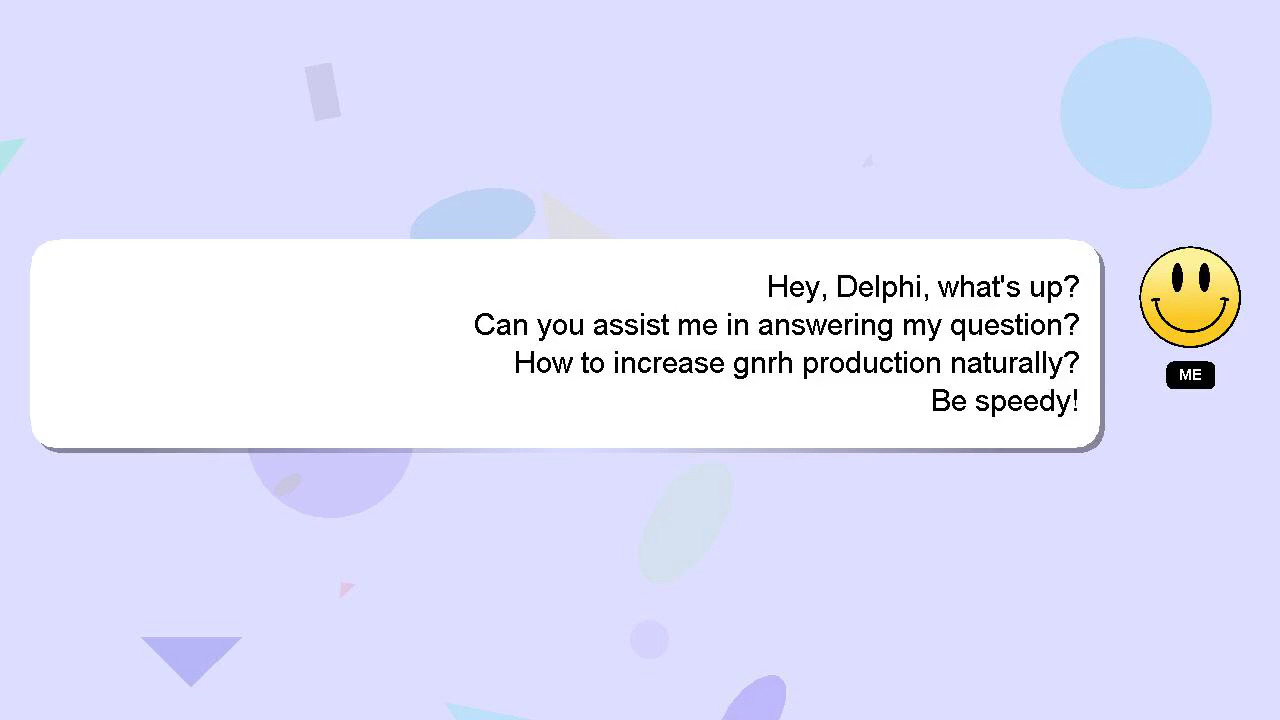 Hey, Delphi, what's up?
Can you assist me in answering my question?
How to increase gnrh production naturally?
Be speedy!
ME